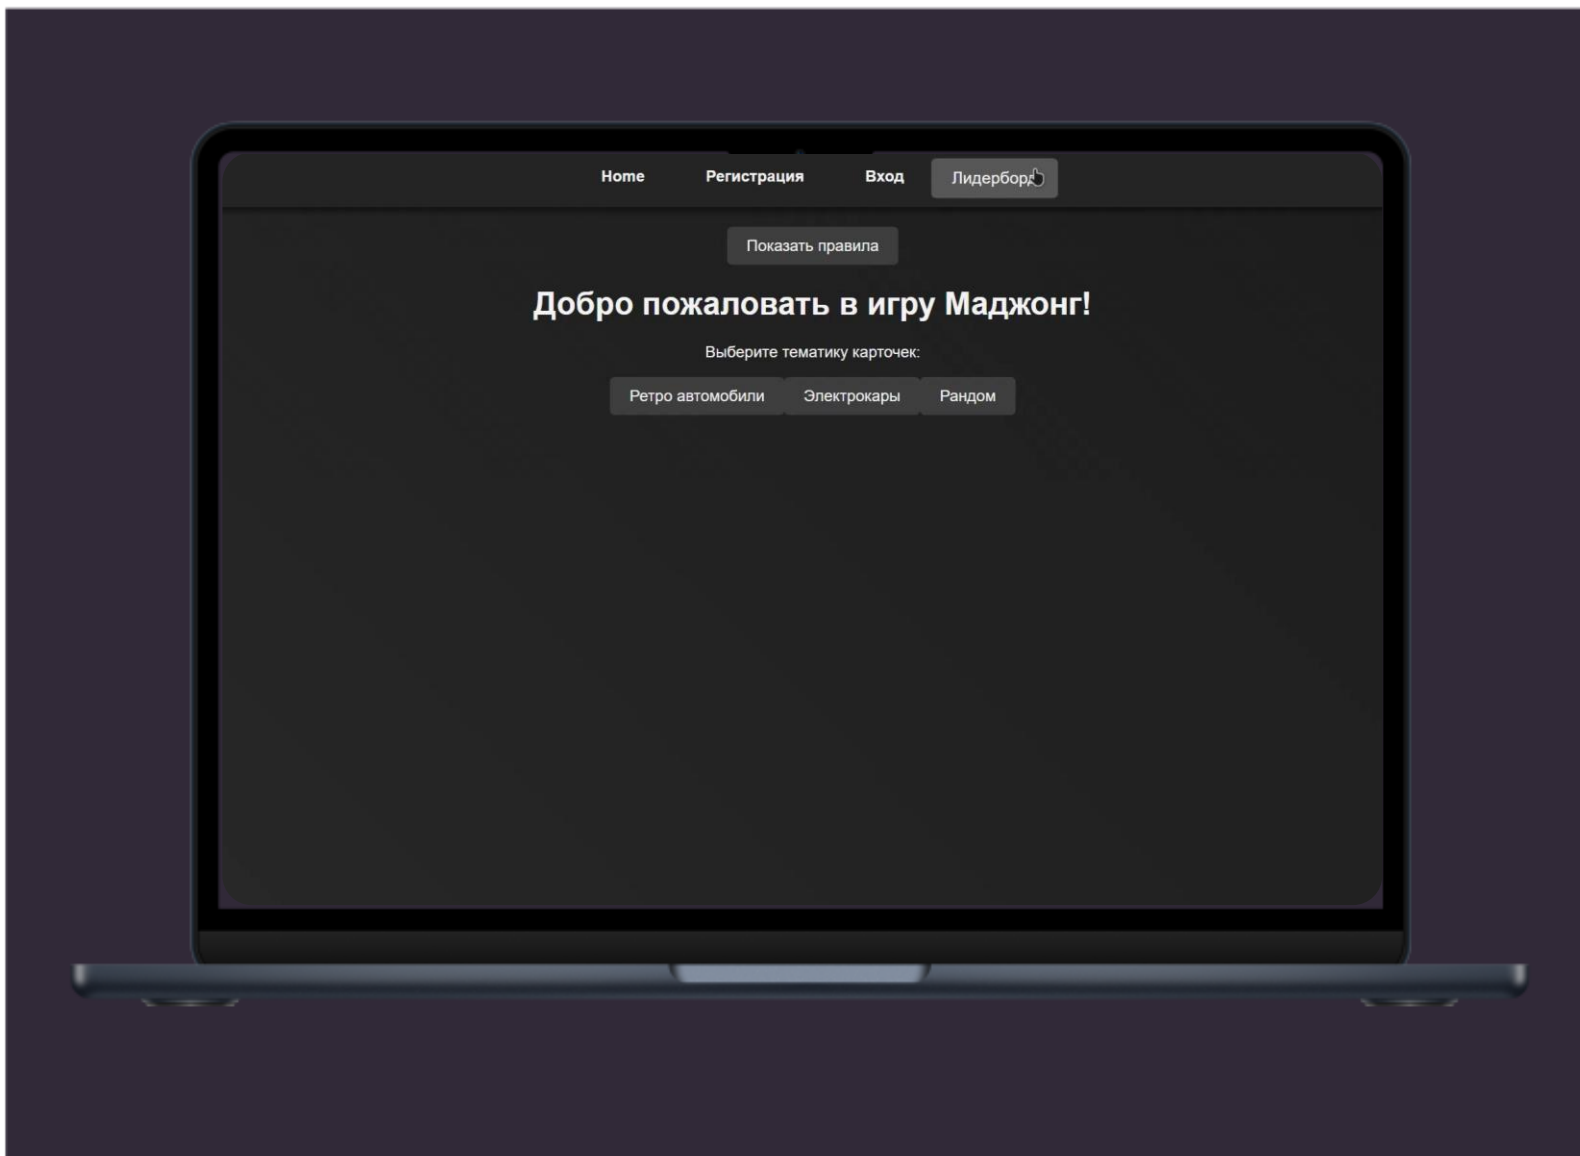 Home Регистрация Вход Лидерборд
Показать правила
Добро пожаловать в игру Маджонг!
Выберите тематику карточек:
Ретро автомобили Электрокары Рандом